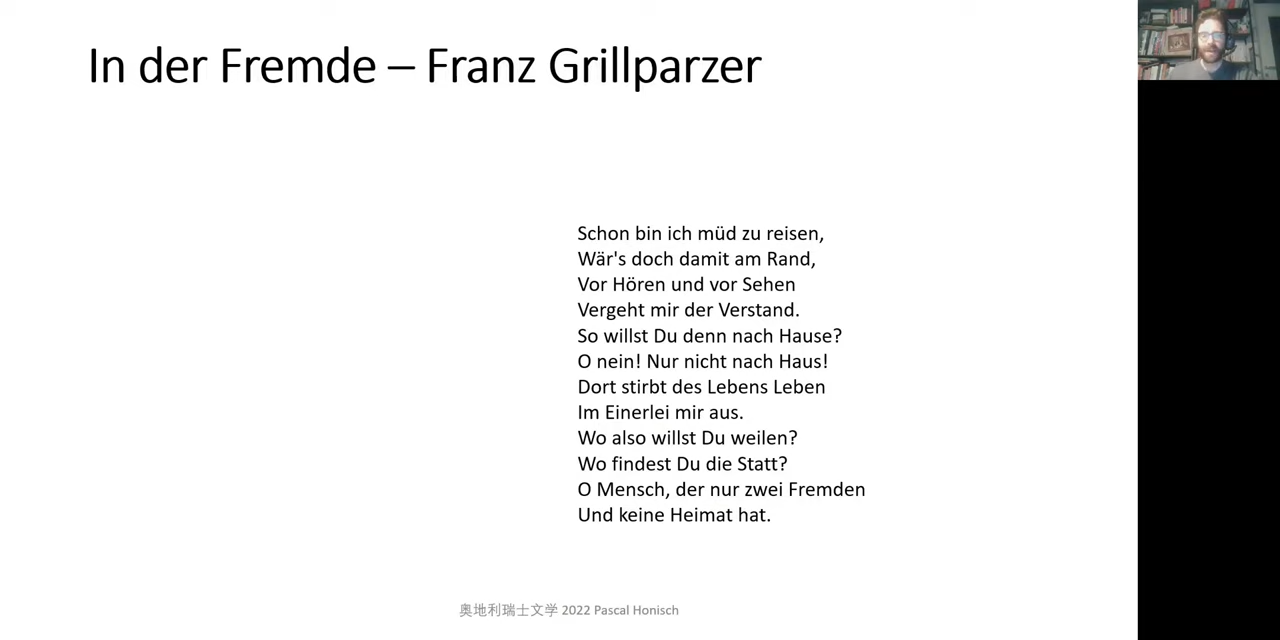 In der Fremde – Franz Grillparzer
Schon bin ich müd zu reisen,
Wär's doch damit am Rand,
Vor Hören und vor Sehen
Vergeht mir der Verstand.
So willst Du denn nach Hause?
O nein! Nur nicht nach Haus!
Dort stirbt des Lebens Leben
Im Einerlei mir aus.
Wo also willst Du weilen?
Wo findest Du die Statt?
O Mensch, der nur zwei Fremden
Und keine Heimat hat.
奥地利瑞士文学 2022 Pascal Honisch